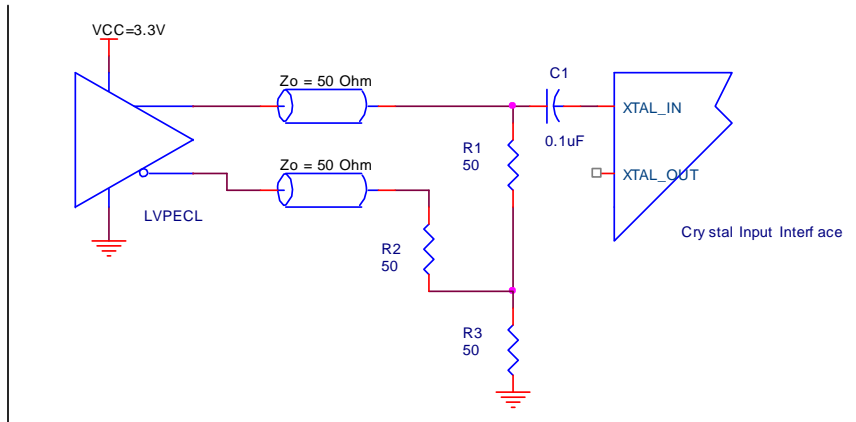 VCC=3.3V
Zo = 50 Ohm
C1
XTAL_IN
0.1uF
R1
50
Zo = 50 Ohm
XTAL_OUT
LVPECL
Cry stal Input Interf ace
R2
50
R3
50